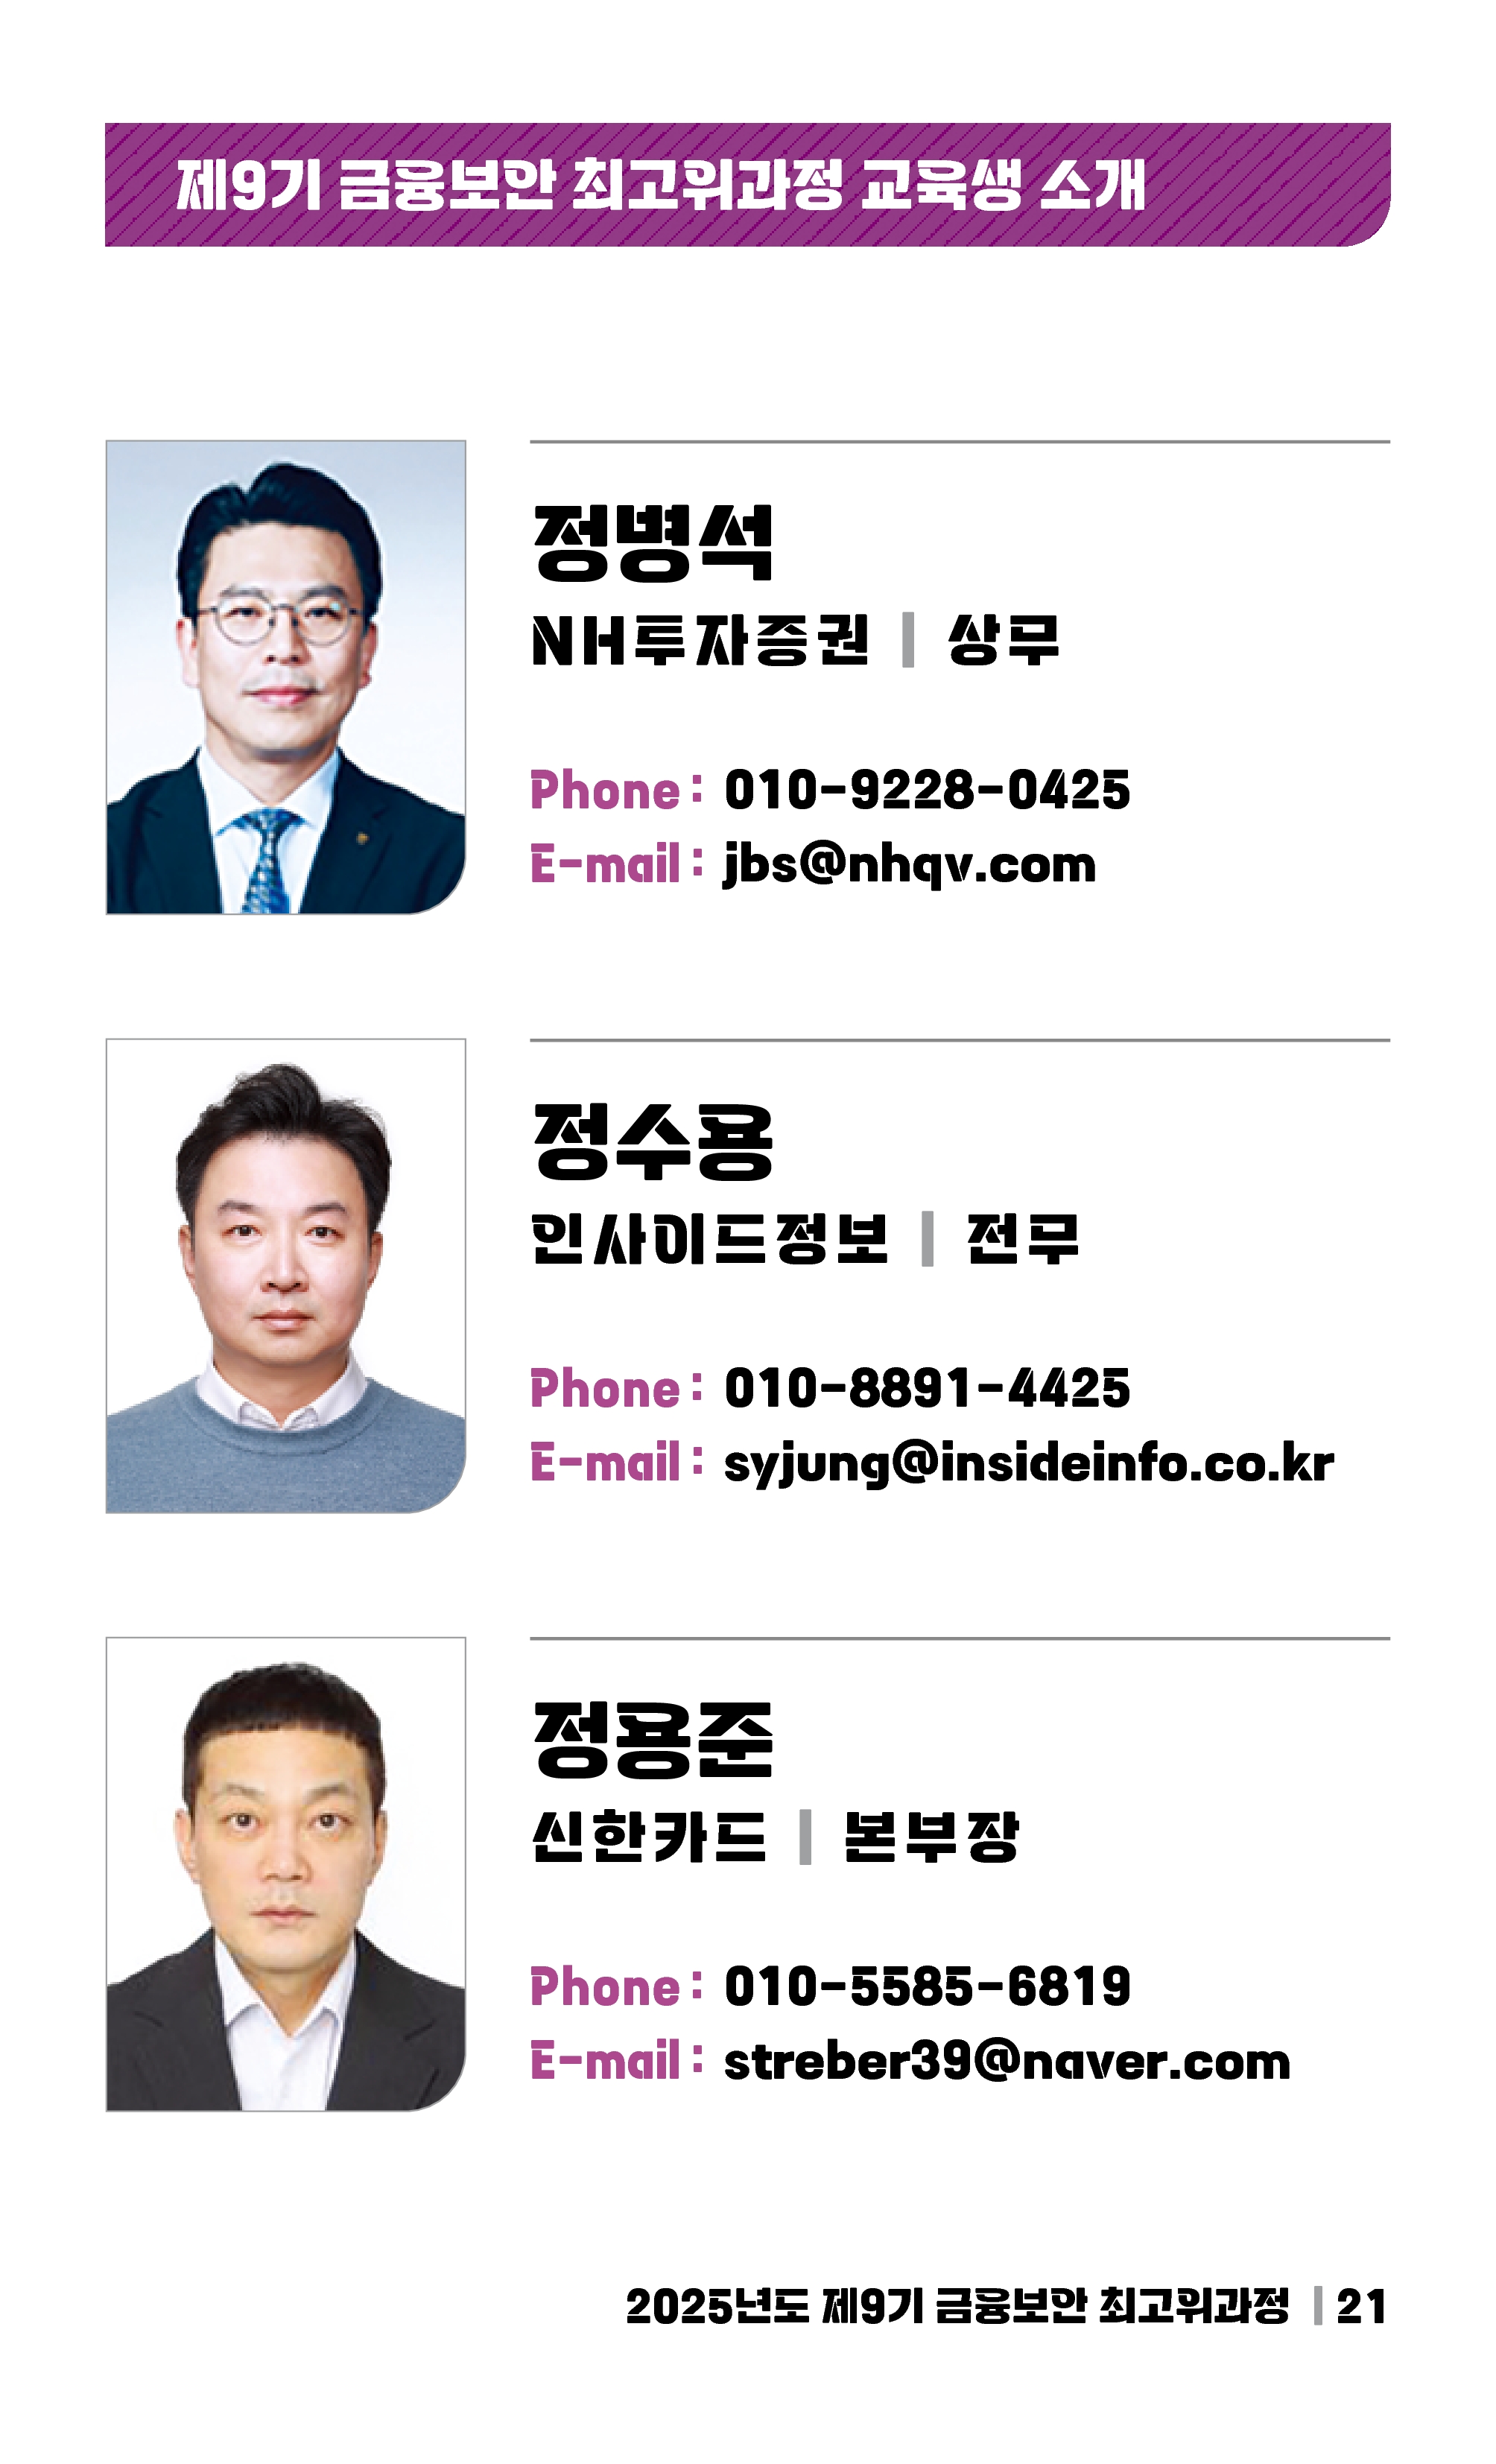 제9기 금융보안 최고위과정 교육생 소개
정병석
NH투자증권 | 상무
Phone : 010-9228-0425
E-mail : jbs@nhqv.com
정수용
인사이드정보 | 전무
Phone : 010-8891-4425
E-mail : syjung@insideinfo.co.kr
정용준
신한카드 | 본부장
Phone : 010-5585-6819
E-mail : streber39@naver.com
2025년도 제9기 금융보안 최고위과정 | 21